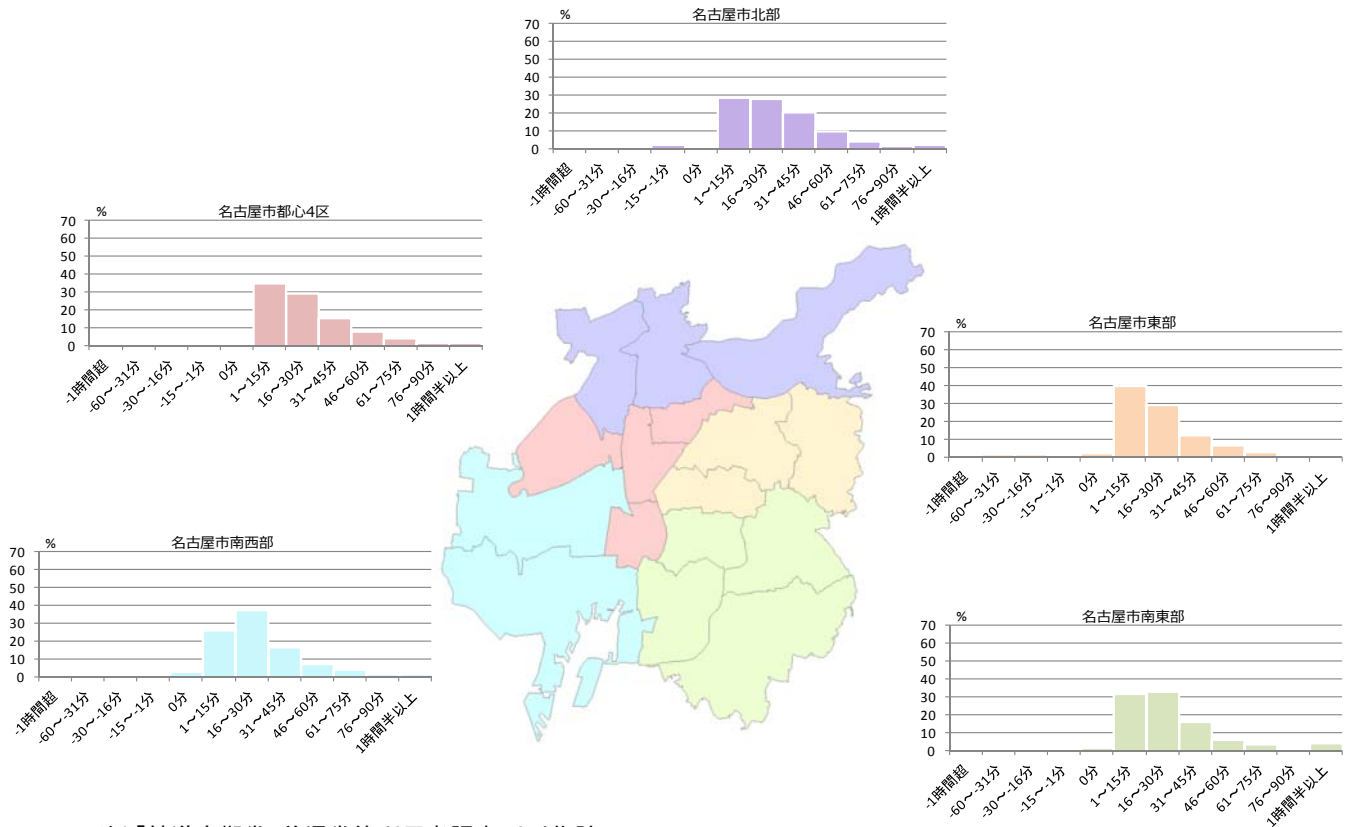 名古屋市北部
%
70
60
50
40
30
20
10
0
-1時間超
-60～-31分
-30～-16分
-15～-1分
0分
1～15分
16～30分
31～45分
46～60分
61～75分
76～90分
1時間半以上
名古屋市都心4区
%
70
60
50
40
30
20
10
0
-1時間超
-60～-31分
-30～-16分
-15～-1分
0分
1～15分
16～30分
31～45分
46～60分
61～75分
76～90分
1時間半以上
名古屋市東部
%
70
60
50
40
30
20
10
0
-1時間超
-60～-31分
-30～-16分
-15～-1分
0分
1～15分
16～30分
31～45分
46～60分
61～75分
76～90分
1時間半以上
名古屋市南西部
%
70
60
50
40
30
20
10
0
-1時間超
-60～-31分
-30～-16分
-15～-1分
0分
1～15分
16～30分
31～45分
46～60分
61～75分
76～90分
1時間半以上
名古屋市南東部
%
70
60
50
40
30
20
10
0
-1時間超
-60～-31分
-30～-16分
-15～-1分
0分
1～15分
16～30分
31～45分
46～60分
61～75分
76～90分
1時間半以上